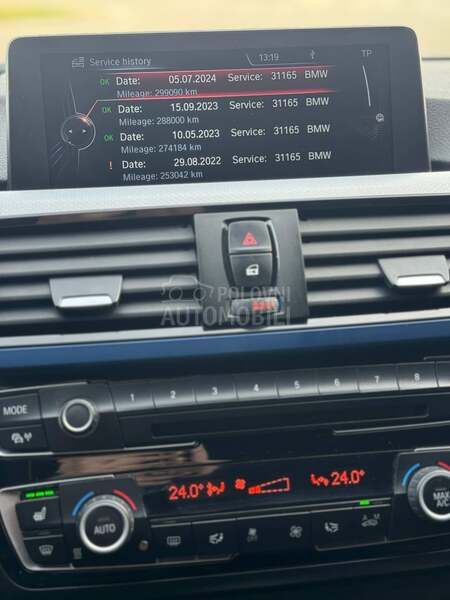 Service history
13:19
TP
OK Date: 05.07.2024 Service: 31165 BMW
Mileage: 299090 km
OK Date: 15.09.2023 Service: 31165 BMW
Mileage: 288000 km
OK Date: 10.05.2023 Service: 31165 BMW
Mileage: 274184 km
! Date: 29.08.2022 Service: 31165 BMW
Mileage: 253042 km
POLOVNI
AUTOMOBILI
MODE 1 2 3 4 5 6 7 8
24.0° 24.0°
AUTO
MAX
A/C
A M